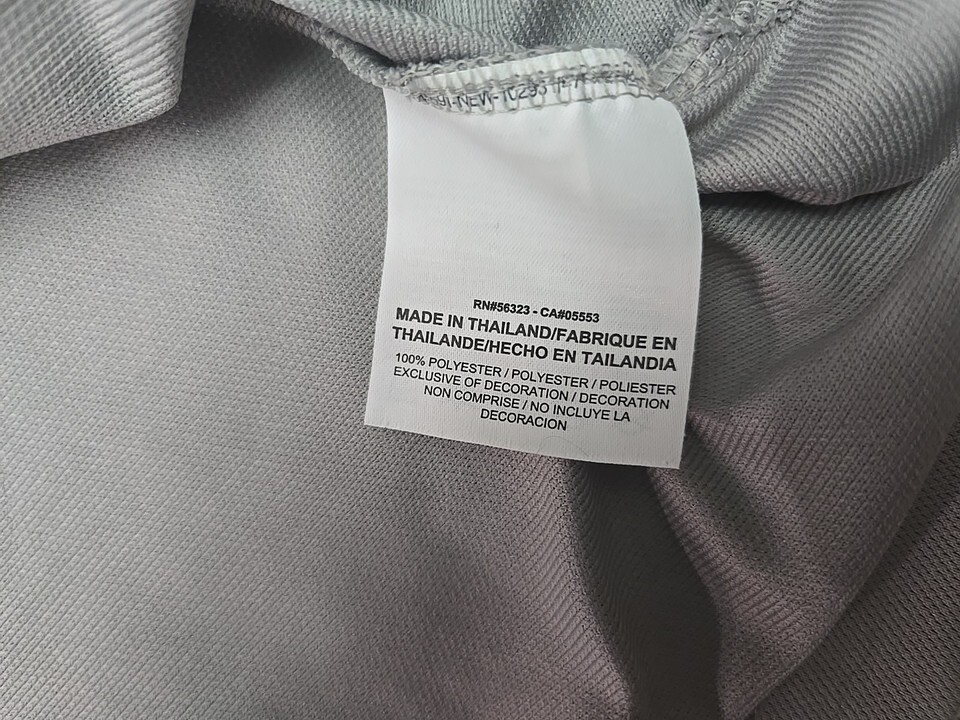 RN#56323 - CA#05553
MADE IN THAILAND/FABRIQUE EN
THAILANDE/HECHO EN TAILANDIA
100% POLYESTER / POLYESTER / POLIESTER
EXCLUSIVE OF DECORATION / DECORATION
NON COMPRISE / NO INCLUYE LA
DECORACION